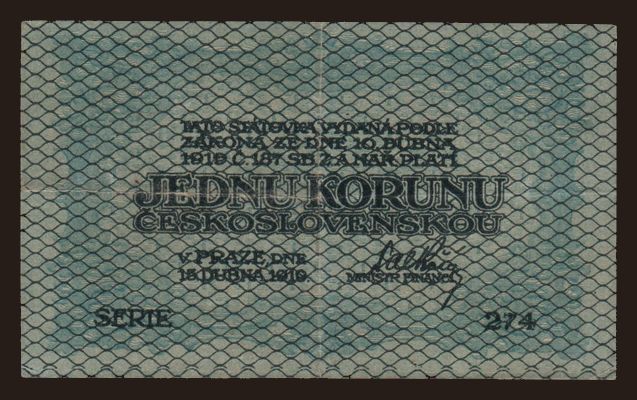 TATO STÁTOVKA VYDANÁ PODLE
ZÁKONA ZE DNE 10. DUBNA
1919 Č. 187 SB. Z. A NAŘ. PLATÍ
JEDNU KORUNU
ČESKOSLOVENSKOU
V PRAZE DNE
15. DUBNA 1919.
MINISTR FINANCÍ
SERIE 274